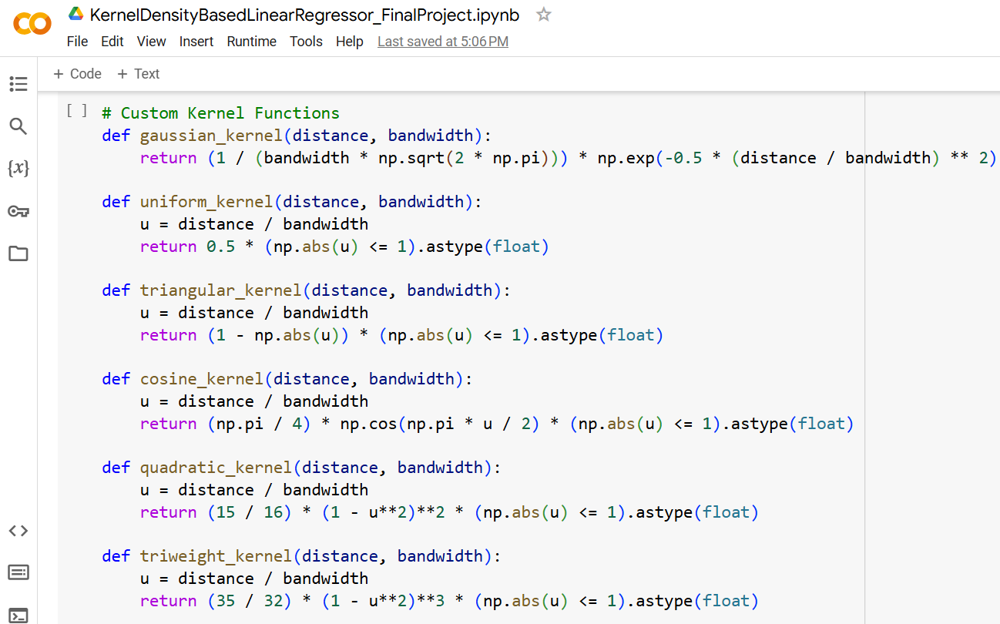 KernelDensityBasedLinearRegressor_FinalProject.ipynb
File Edit View Insert Runtime Tools Help Last saved at 5:06 PM
+ Code + Text
[ ] # Custom Kernel Functions
def gaussian_kernel(distance, bandwidth):
    return (1 / (bandwidth * np.sqrt(2 * np.pi))) * np.exp(-0.5 * (distance / bandwidth) ** 2)

def uniform_kernel(distance, bandwidth):
    u = distance / bandwidth
    return 0.5 * (np.abs(u) <= 1).astype(float)

def triangular_kernel(distance, bandwidth):
    u = distance / bandwidth
    return (1 - np.abs(u)) * (np.abs(u) <= 1).astype(float)

def cosine_kernel(distance, bandwidth):
    u = distance / bandwidth
    return (np.pi / 4) * np.cos(np.pi * u / 2) * (np.abs(u) <= 1).astype(float)

def quadratic_kernel(distance, bandwidth):
    u = distance / bandwidth
    return (15 / 16) * (1 - u**2)**2 * (np.abs(u) <= 1).astype(float)

def triweight_kernel(distance, bandwidth):
    u = distance / bandwidth
    return (35 / 32) * (1 - u**2)**3 * (np.abs(u) <= 1).astype(float)